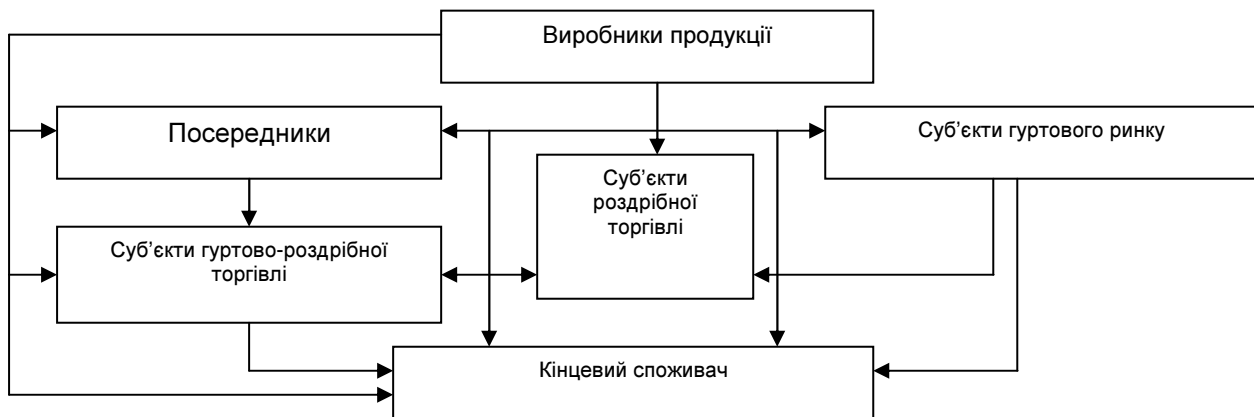 Виробники продукції
Посередники
Суб’єкти гуртового ринку
Суб’єкти
роздрібної
торгівлі
Суб’єкти гуртово-роздрібної
торгівлі
Кінцевий споживач